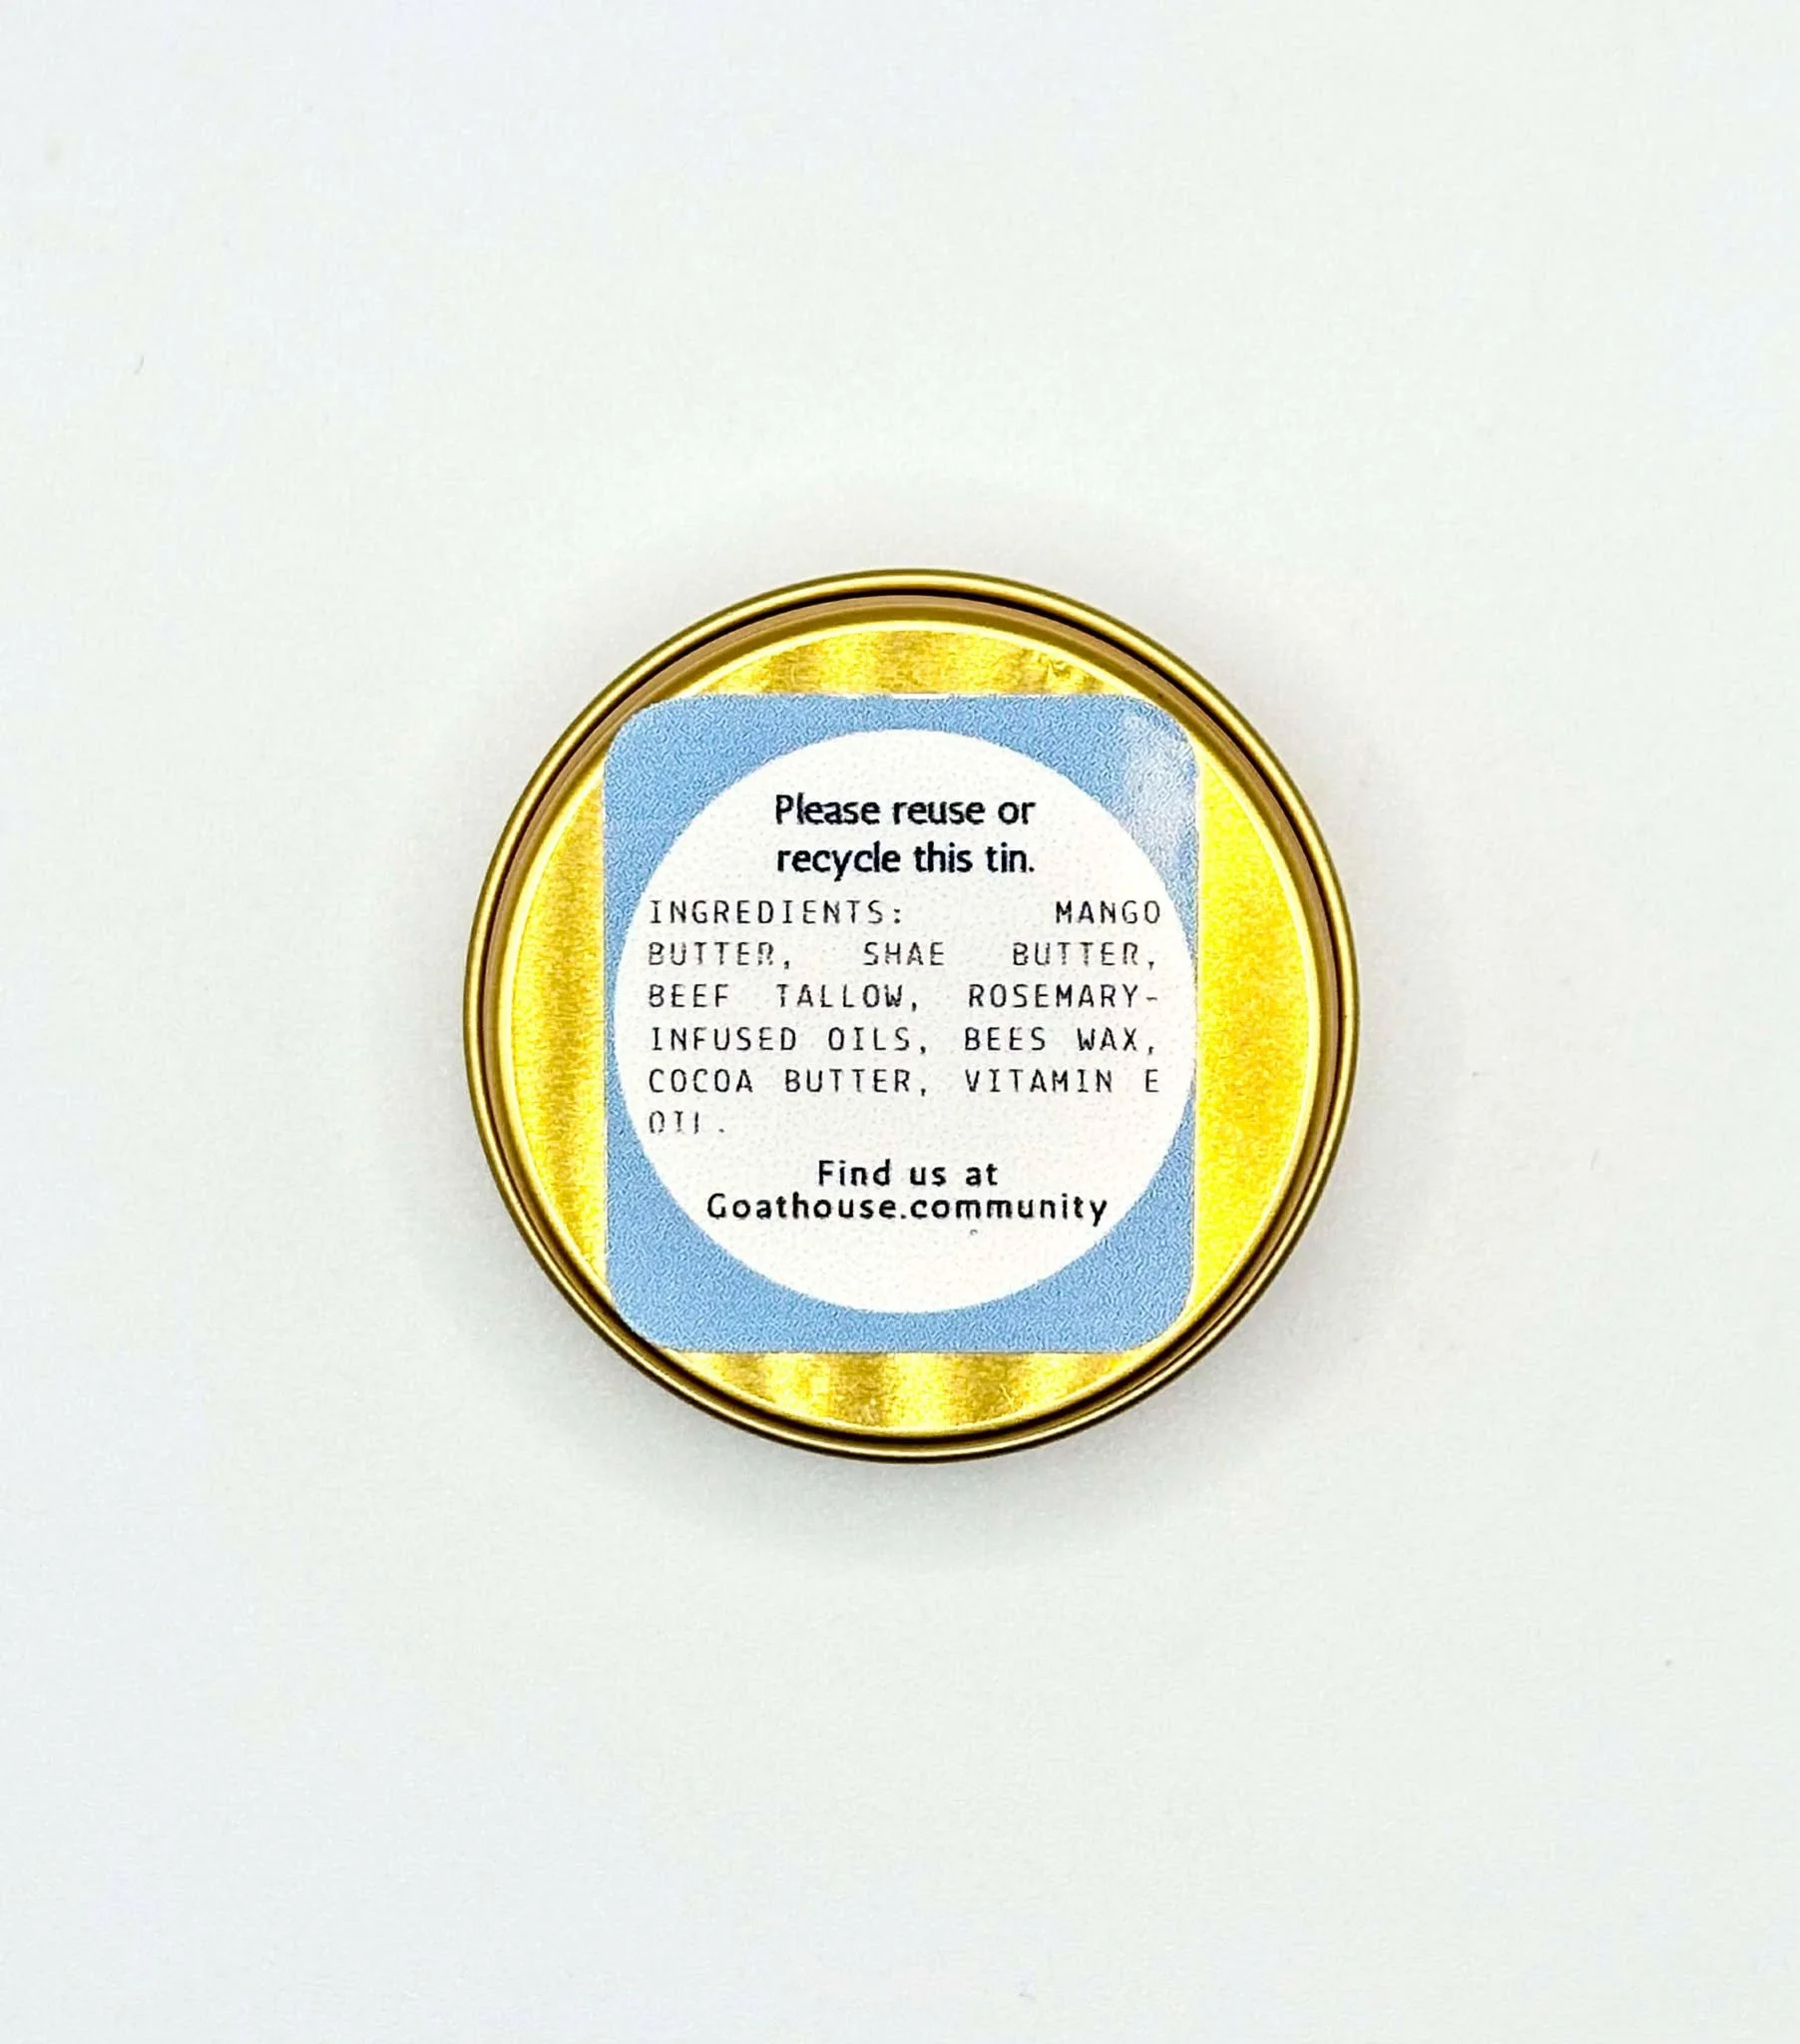 Please reuse or
recycle this tin.
INGREDIENTS: MANGO
BUTTER, SHAE BUTTER,
BEEF TALLOW, ROSEMARY-
INFUSED OILS, BEES WAX,
COCOA BUTTER, VITAMIN E
OIL.
Find us at
Goathouse.community